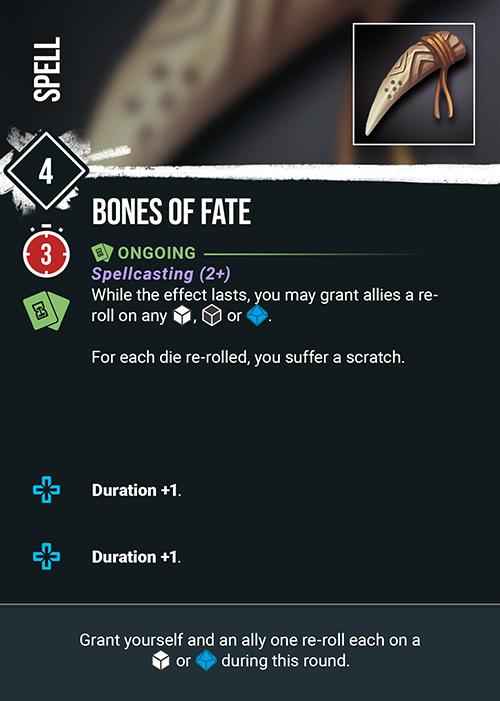 SPELL
4
BONES OF FATE
3
ONGOING
Spellcasting (2+)
While the effect lasts, you may grant allies a re-
roll on any , or .
For each die re-rolled, you suffer a scratch.
Duration +1.
Duration +1.
Grant yourself and an ally one re-roll each on a
or during this round.